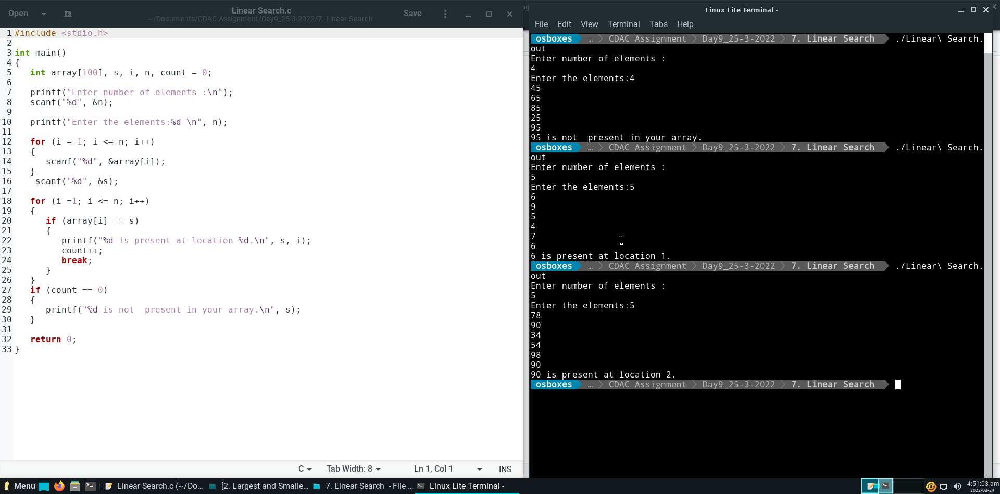 Open
Linear Search.c
~/Documents/CDAC Assignment/Day9_25-3-2022/7. Linear Search
Save
1 #include <stdio.h>
2
3 int main()
4 {
5    int array[100], s, i, n, count = 0;
6
7    printf("Enter number of elements :\n");
8    scanf("%d", &n);
9
10    printf("Enter the elements:%d \n", n);
11
12    for (i = 1; i <= n; i++)
13    {
14       scanf("%d", &array[i]);
15    }
16     scanf("%d", &s);
17
18    for (i =1; i <= n; i++)
19    {
20       if (array[i] == s)
21       {
22          printf("%d is present at location %d.\n", s, i);
23          count++;
24          break;
25       }
26    }
27    if (count == 0)
28    {
29       printf("%d is not  present in your array.\n", s);
30    }
31
32    return 0;
33 }
C
Tab Width: 8
Ln 1, Col 1
INS
Linux Lite Terminal -
File Edit View Terminal Tabs Help
osboxes … CDAC Assignment Day9_25-3-2022 7. Linear Search ./Linear\ Search.
out
Enter number of elements :
4
Enter the elements:4
45
65
85
25
95
95 is not  present in your array.
osboxes … CDAC Assignment Day9_25-3-2022 7. Linear Search ./Linear\ Search.
out
Enter number of elements :
5
Enter the elements:5
6
9
5
4
7
6
6 is present at location 1.
osboxes … CDAC Assignment Day9_25-3-2022 7. Linear Search ./Linear\ Search.
out
Enter number of elements :
5
Enter the elements:5
78
90
34
54
98
90
90 is present at location 2.
osboxes … CDAC Assignment Day9_25-3-2022 7. Linear Search
Menu
Linear Search.c (~/Do...
[2. Largest and Smalle...
7. Linear Search - File ...
Linux Lite Terminal -
4:51:03 am
2022-03-24